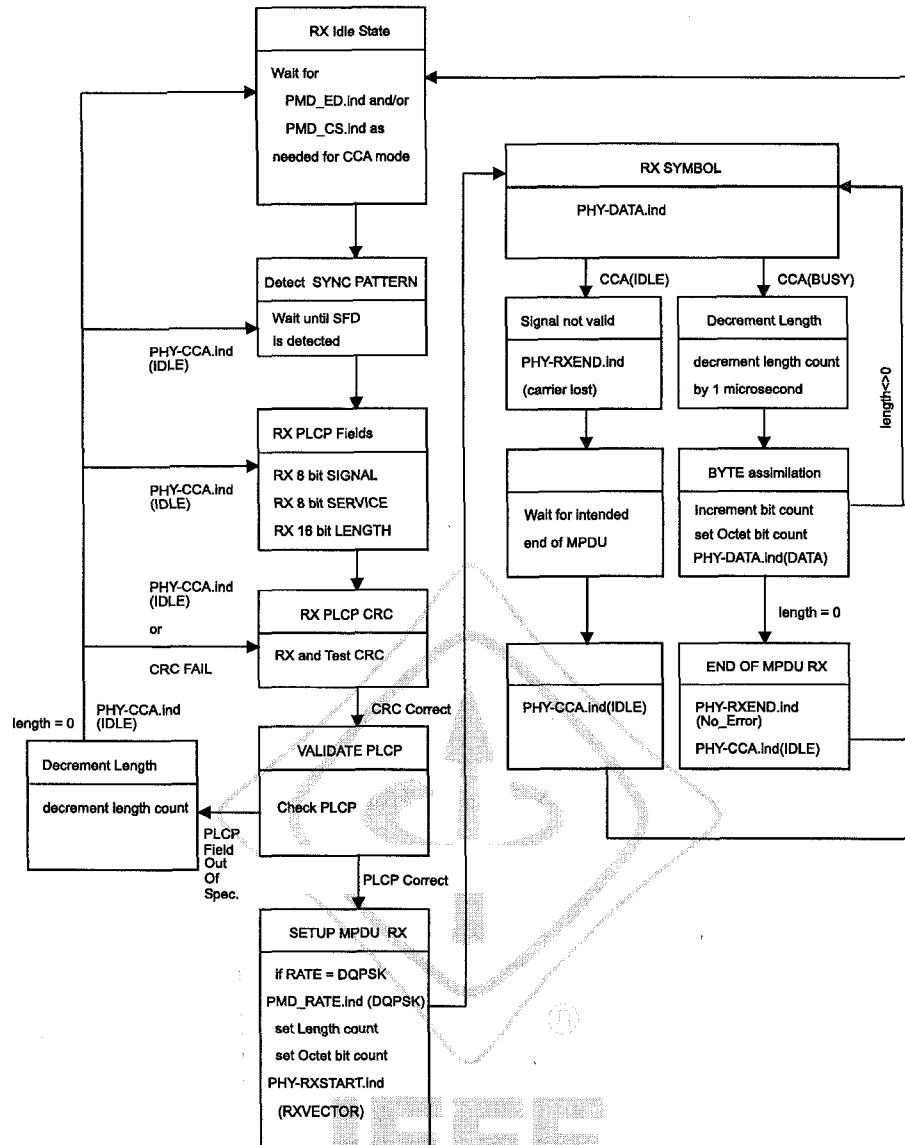 RX Idle State
Wait for
PMD_ED.ind and/or
PMD_CS.ind as
needed for CCA mode
Detect SYNC PATTERN
Wait until SFD
is detected
PHY-CCA.ind
(IDLE)
RX PLCP Fields
RX 8 bit SIGNAL
RX 8 bit SERVICE
RX 16 bit LENGTH
PHY-CCA.ind
(IDLE)
PHY-CCA.ind
(IDLE)
or
CRC FAIL
RX PLCP CRC
RX and Test CRC
CRC Correct
length = 0
PHY-CCA.ind
(IDLE)
Decrement Length
decrement length count
VALIDATE PLCP
Check PLCP
PLCP
Field
Out
Of
Spec.
PLCP Correct
SETUP MPDU RX
if RATE = DQPSK
PMD_RATE.ind (DQPSK)
set Length count
set Octet bit count
PHY-RXSTART.ind
(RXVECTOR)
RX SYMBOL
PHY-DATA.ind
CCA(IDLE)
CCA(BUSY)
Signal not valid
PHY-RXEND.ind
(carrier lost)
Decrement Length
decrement length count
by 1 microsecond
length<>0
Wait for intended
end of MPDU
BYTE assimilation
Increment bit count
set Octet bit count
PHY-DATA.ind(DATA)
length = 0
PHY-CCA.ind(IDLE)
END OF MPDU RX
PHY-RXEND.ind
(No_Error)
PHY-CCA.ind(IDLE)
®
IEEE